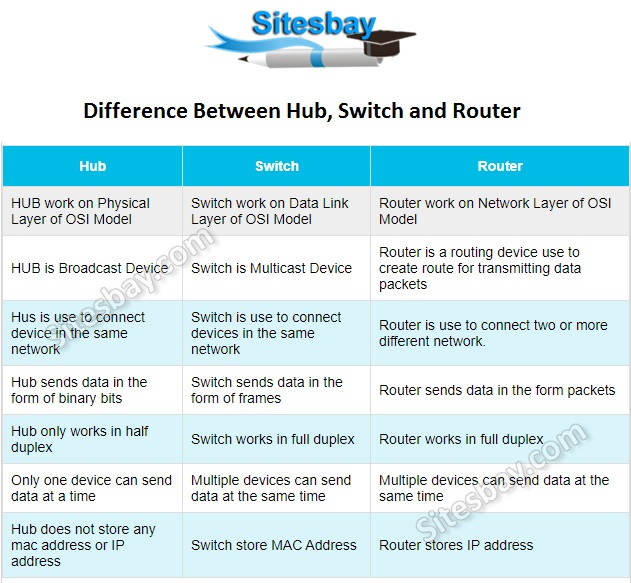 Sitesbay
Difference Between Hub, Switch and Router
Hub
Switch
Router
HUB work on Physical
Layer of OSI Model
Switch work on Data Link
Layer of OSI Model
Router work on Network Layer of OSI
Model
HUB is Broadcast Device
Switch is Multicast Device
Router is a routing device use to
create route for transmitting data
packets
Hus is use to connect
device in the same
network
Switch is use to connect
devices in the same
network
Router is use to connect two or more
different network.
Hub sends data in the
form of binary bits
Switch sends data in the
form of frames
Router sends data in the form packets
Hub only works in half
duplex
Switch works in full duplex
Router works in full duplex
Only one device can send
data at a time
Multiple devices can send
data at the same time
Multiple devices can send data at the
same time
Hub does not store any
mac address or IP
address
Switch store MAC Address
Router stores IP address
Sitesbay.com
Sitesbay.com